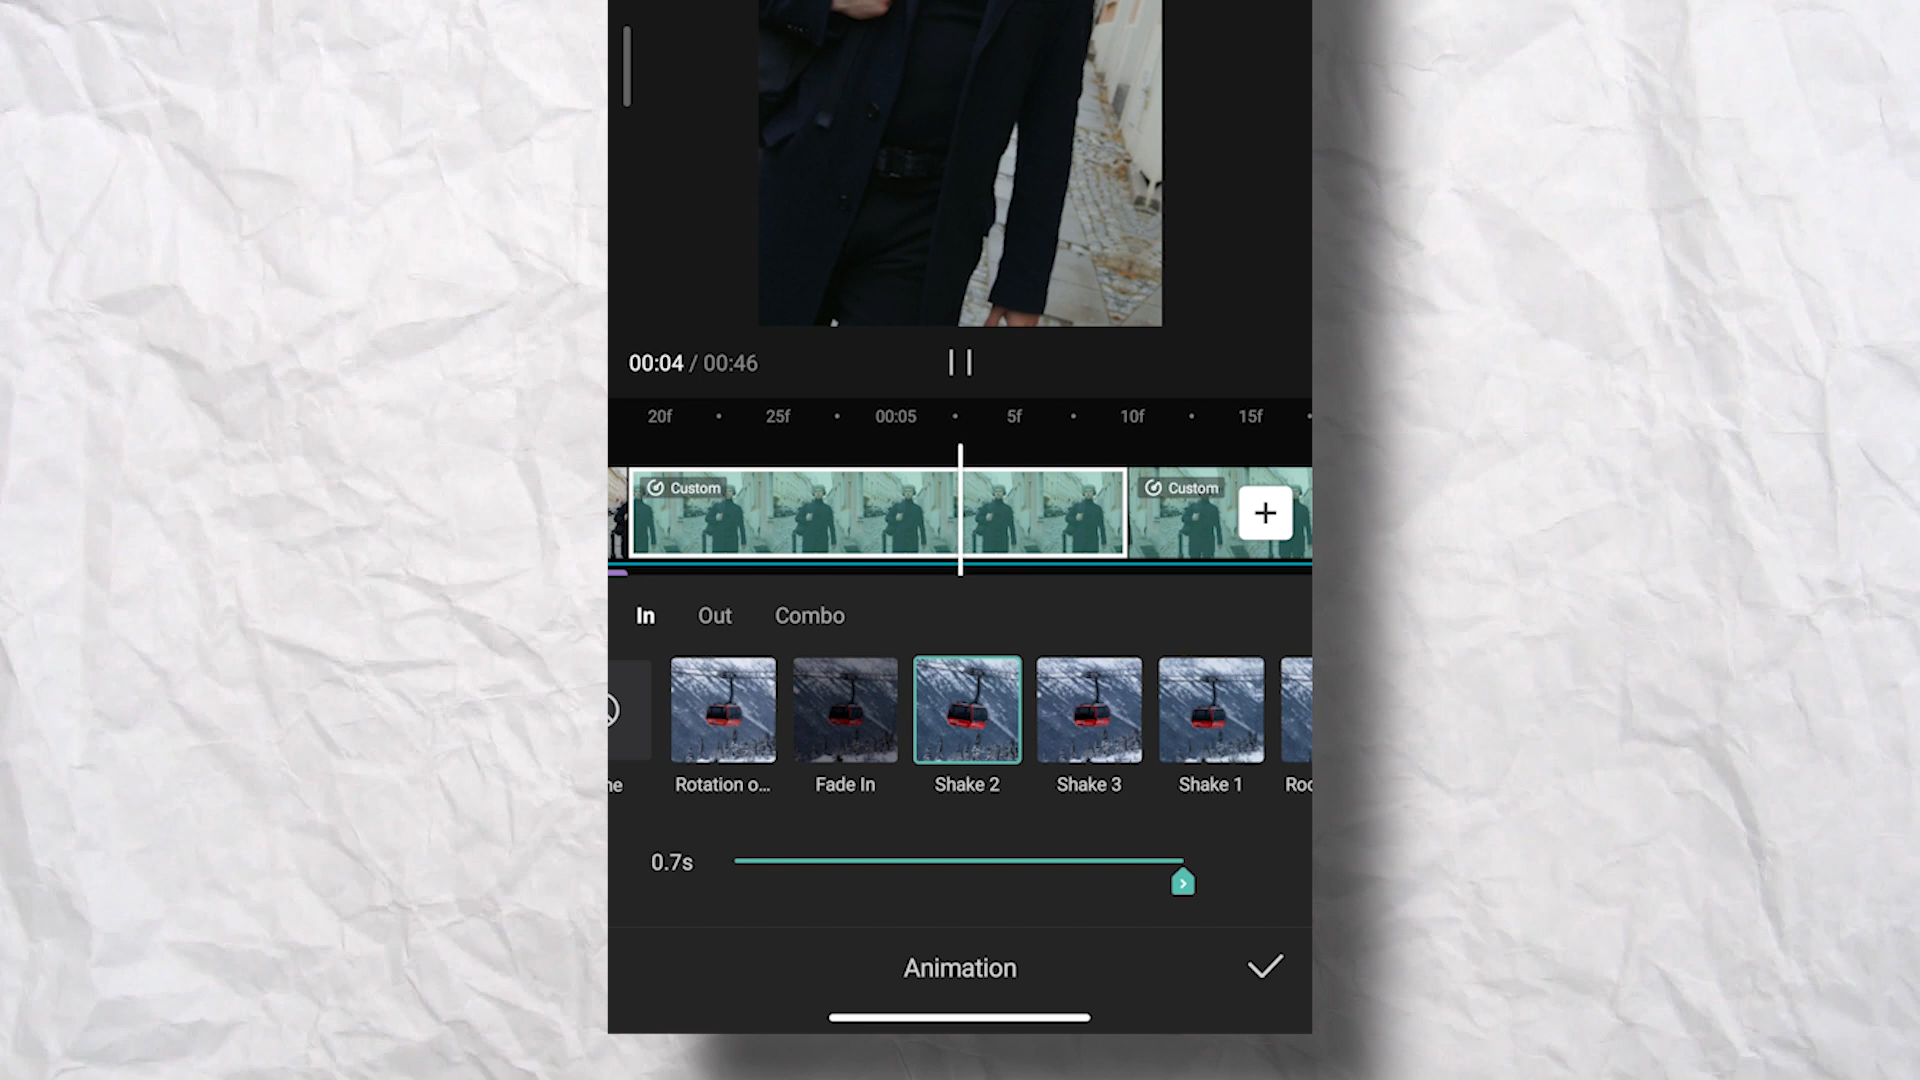 00:04 / 00:46
20f 25f 00:05 5f 10f 15f
Custom Custom
In Out Combo
Rotation o... Fade In Shake 2 Shake 3 Shake 1
0.7s
Animation